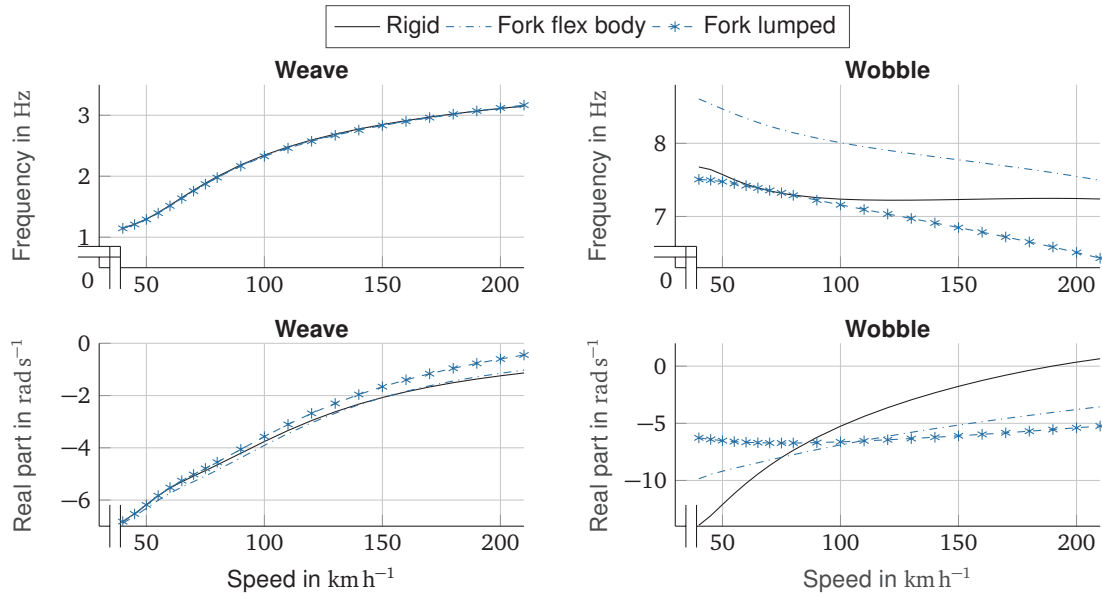 Rigid Fork flex body Fork lumped
Weave
Frequency in Hz
3
2
1
0
50 100 150 200
Wobble
Frequency in Hz
8
7
0
50 100 150 200
Weave
Real part in rad s⁻¹
0
−2
−4
−6
50 100 150 200
Speed in km h⁻¹
Wobble
Real part in rad s⁻¹
0
−5
−10
50 100 150 200
Speed in km h⁻¹